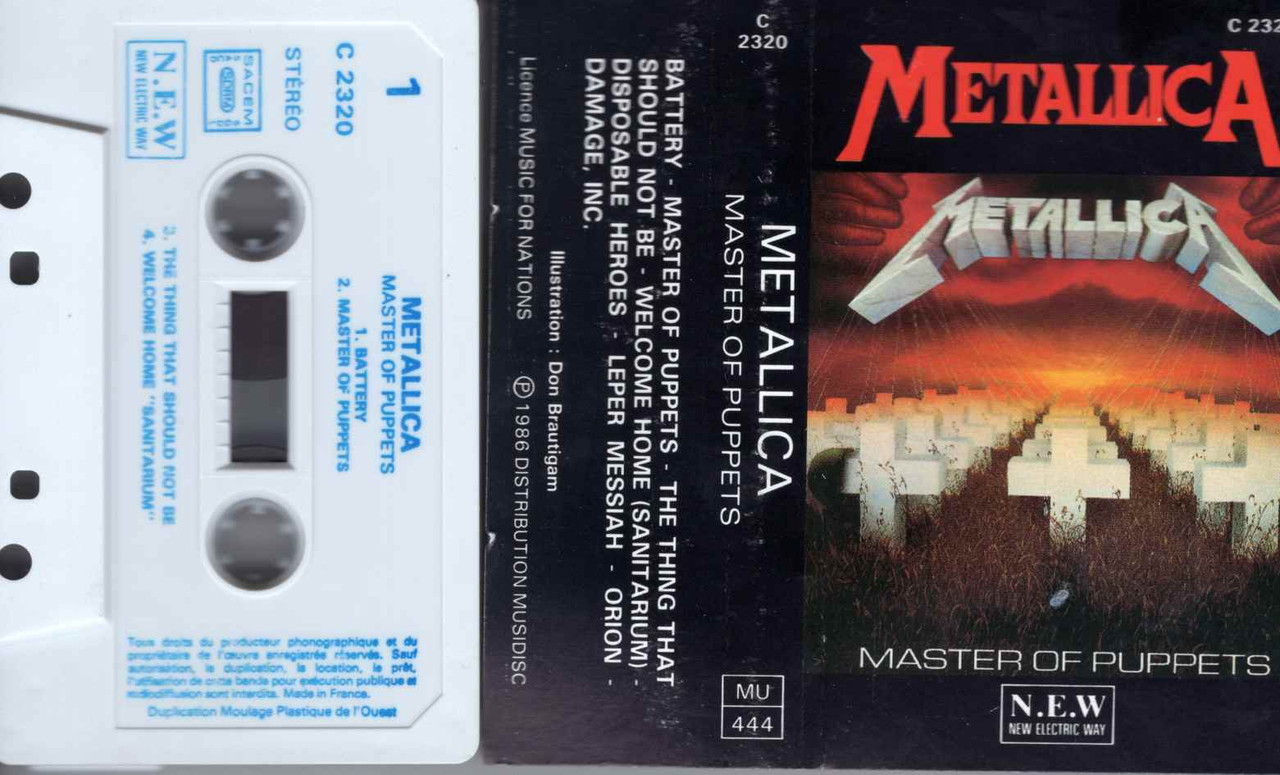 1
C 2320
STÉRÉO
SACEM
SDRM
N.E.W
NEW ELECTRIC WAY
METALLICA
MASTER OF PUPPETS
1. BATTERY
2. MASTER OF PUPPETS
3. THE THING THAT SHOULD NOT BE
4. WELCOME HOME "SANITARIUM"
Tous droits du producteur phonographique et du
propriétaire de l'œuvre enregistrée réservés. Sauf
autorisation, la duplication, la location, le prêt,
l'utilisation de cette bande pour exécution publique et
radiodiffusion sont interdits. Made in France.
Duplication Moulage Plastique de l'Ouest
BATTERY - MASTER OF PUPPETS - THE THING THAT
SHOULD NOT BE - WELCOME HOME (SANITARIUM) -
DISPOSABLE HEROES - LEPER MESSIAH - ORION -
DAMAGE, INC.
Illustration : Don Brautigam
Licence MUSIC FOR NATIONS ℗ 1986 DISTRIBUTION MUSIDISC
C
2320
METALLICA
MASTER OF PUPPETS
MU
444
C 232
METALLICA
METALLICA
MASTER OF PUPPETS
N.E.W
NEW ELECTRIC WAY